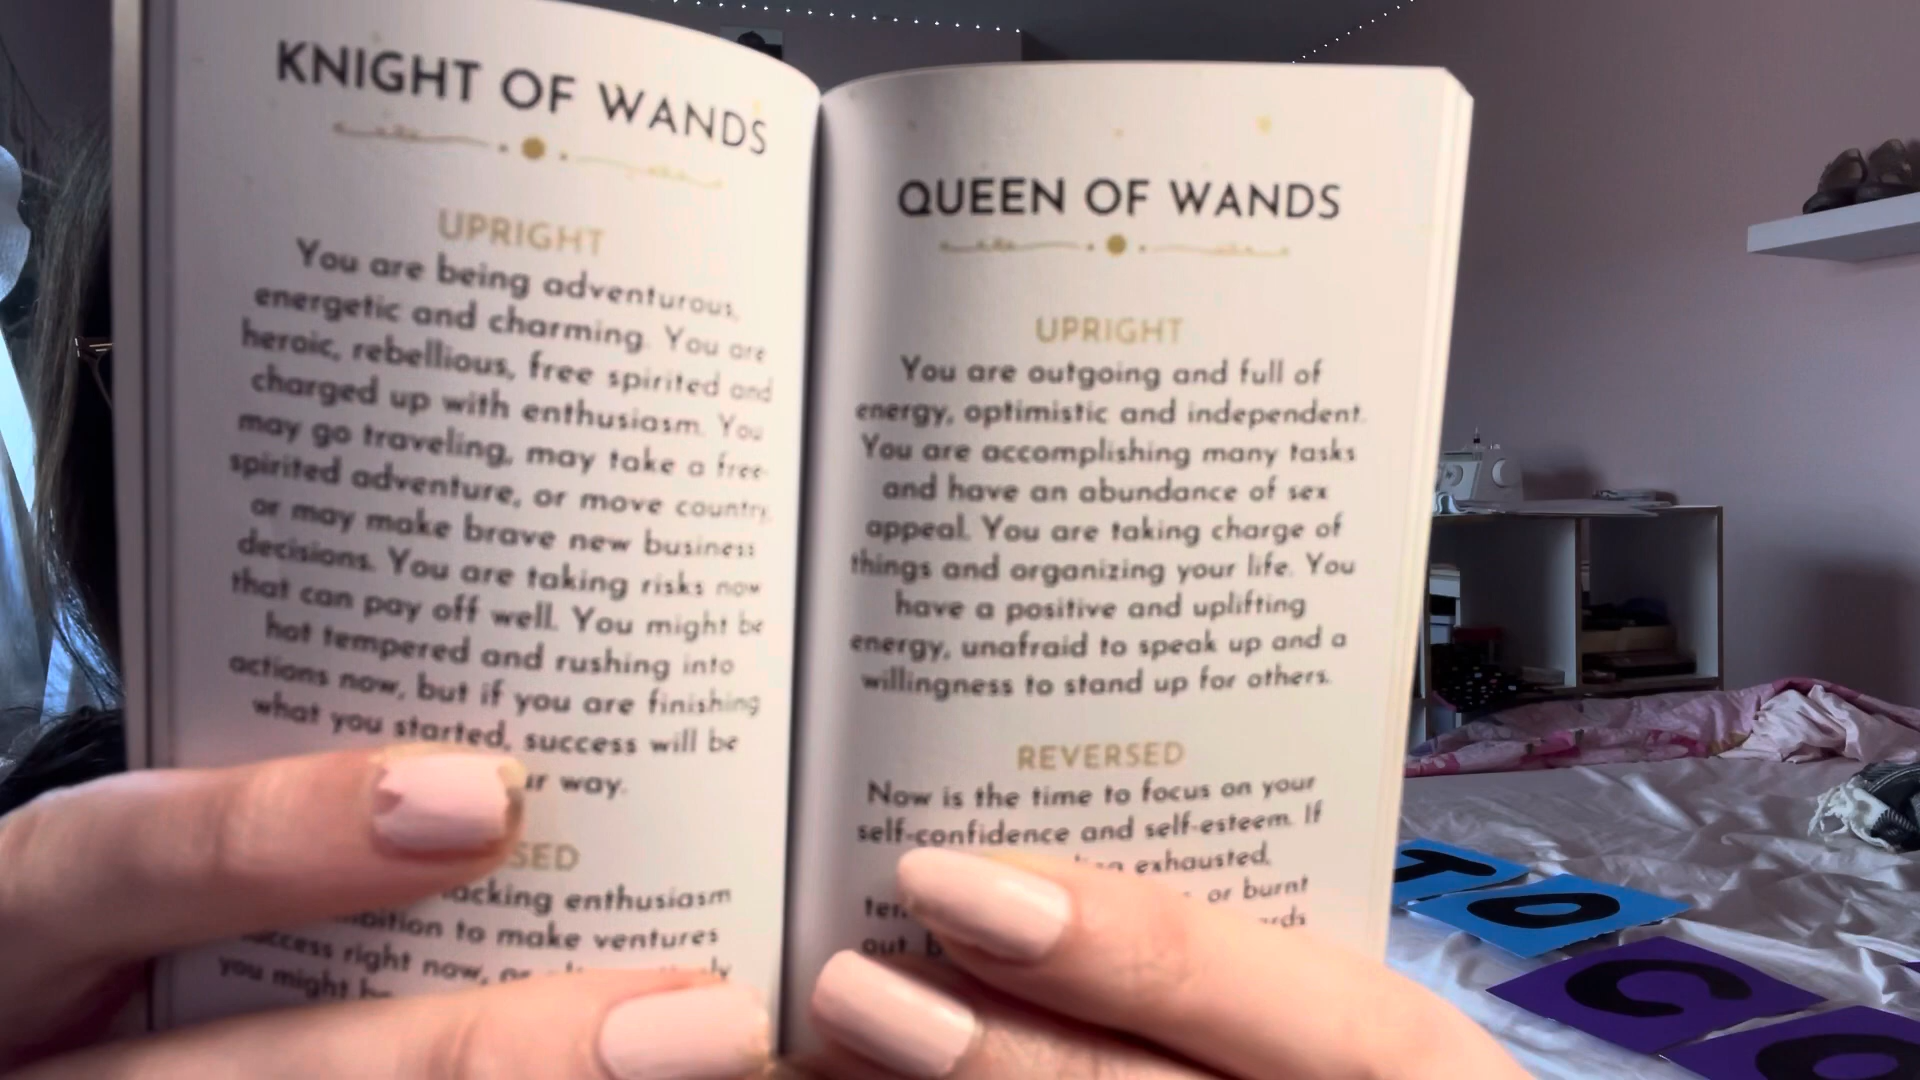 KNIGHT OF WANDS
UPRIGHT
You are being adventurous,
energetic and charming. You are
heroic, rebellious, free spirited and
charged up with enthusiasm. You
may go traveling, may take a free
spirited adventure, or move country,
or may make brave new business
decisions. You are taking risks now
that can pay off well. You might be
hot tempered and rushing into
actions now, but if you are finishing
what you started, success will be
way.
lacking enthusiasm
to make ventures
right now, or
you might be
QUEEN OF WANDS
UPRIGHT
You are outgoing and full of
energy, optimistic and independent.
You are accomplishing many tasks
and have an abundance of sex
appeal. You are taking charge of
things and organizing your life. You
have a positive and uplifting
energy, unafraid to speak up and a
willingness to stand up for others.
REVERSED
Now is the time to focus on your
self-confidence and self-esteem. If
exhausted,
or burnt
out
TO
CO